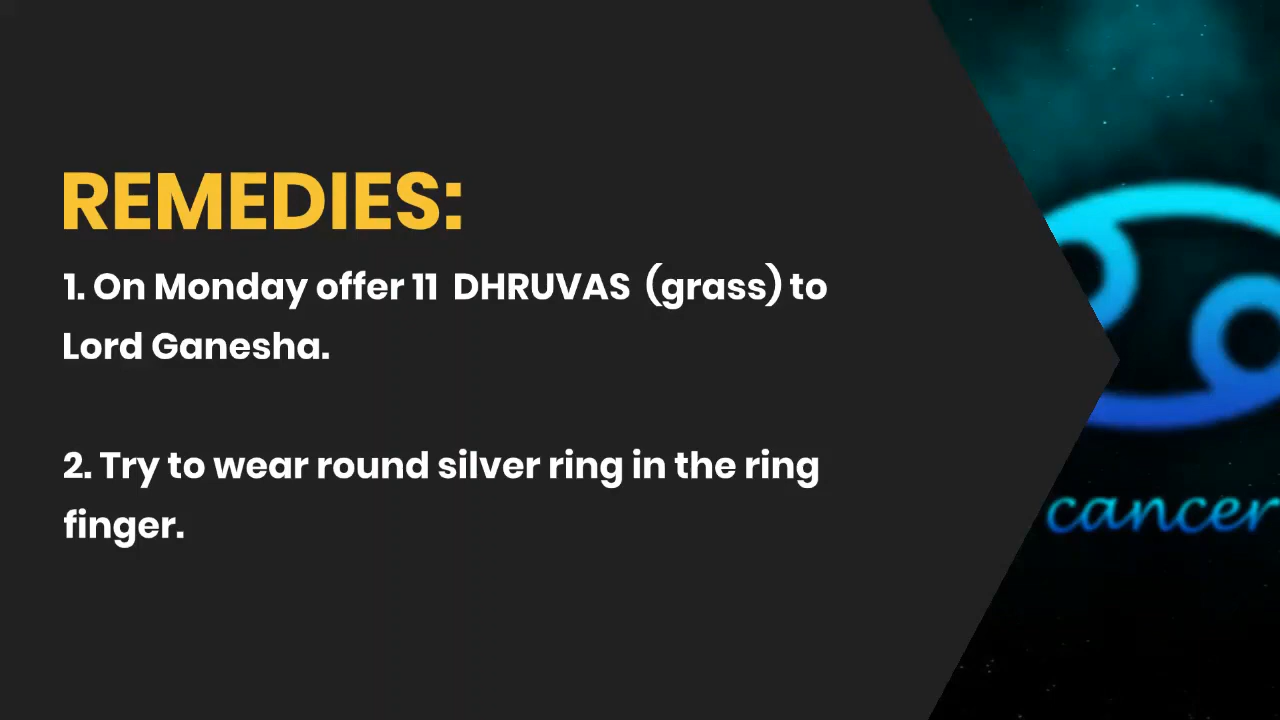 REMEDIES:
1. On Monday offer 11 DHRUVAS (grass) to
Lord Ganesha.
2. Try to wear round silver ring in the ring
finger.
cancer